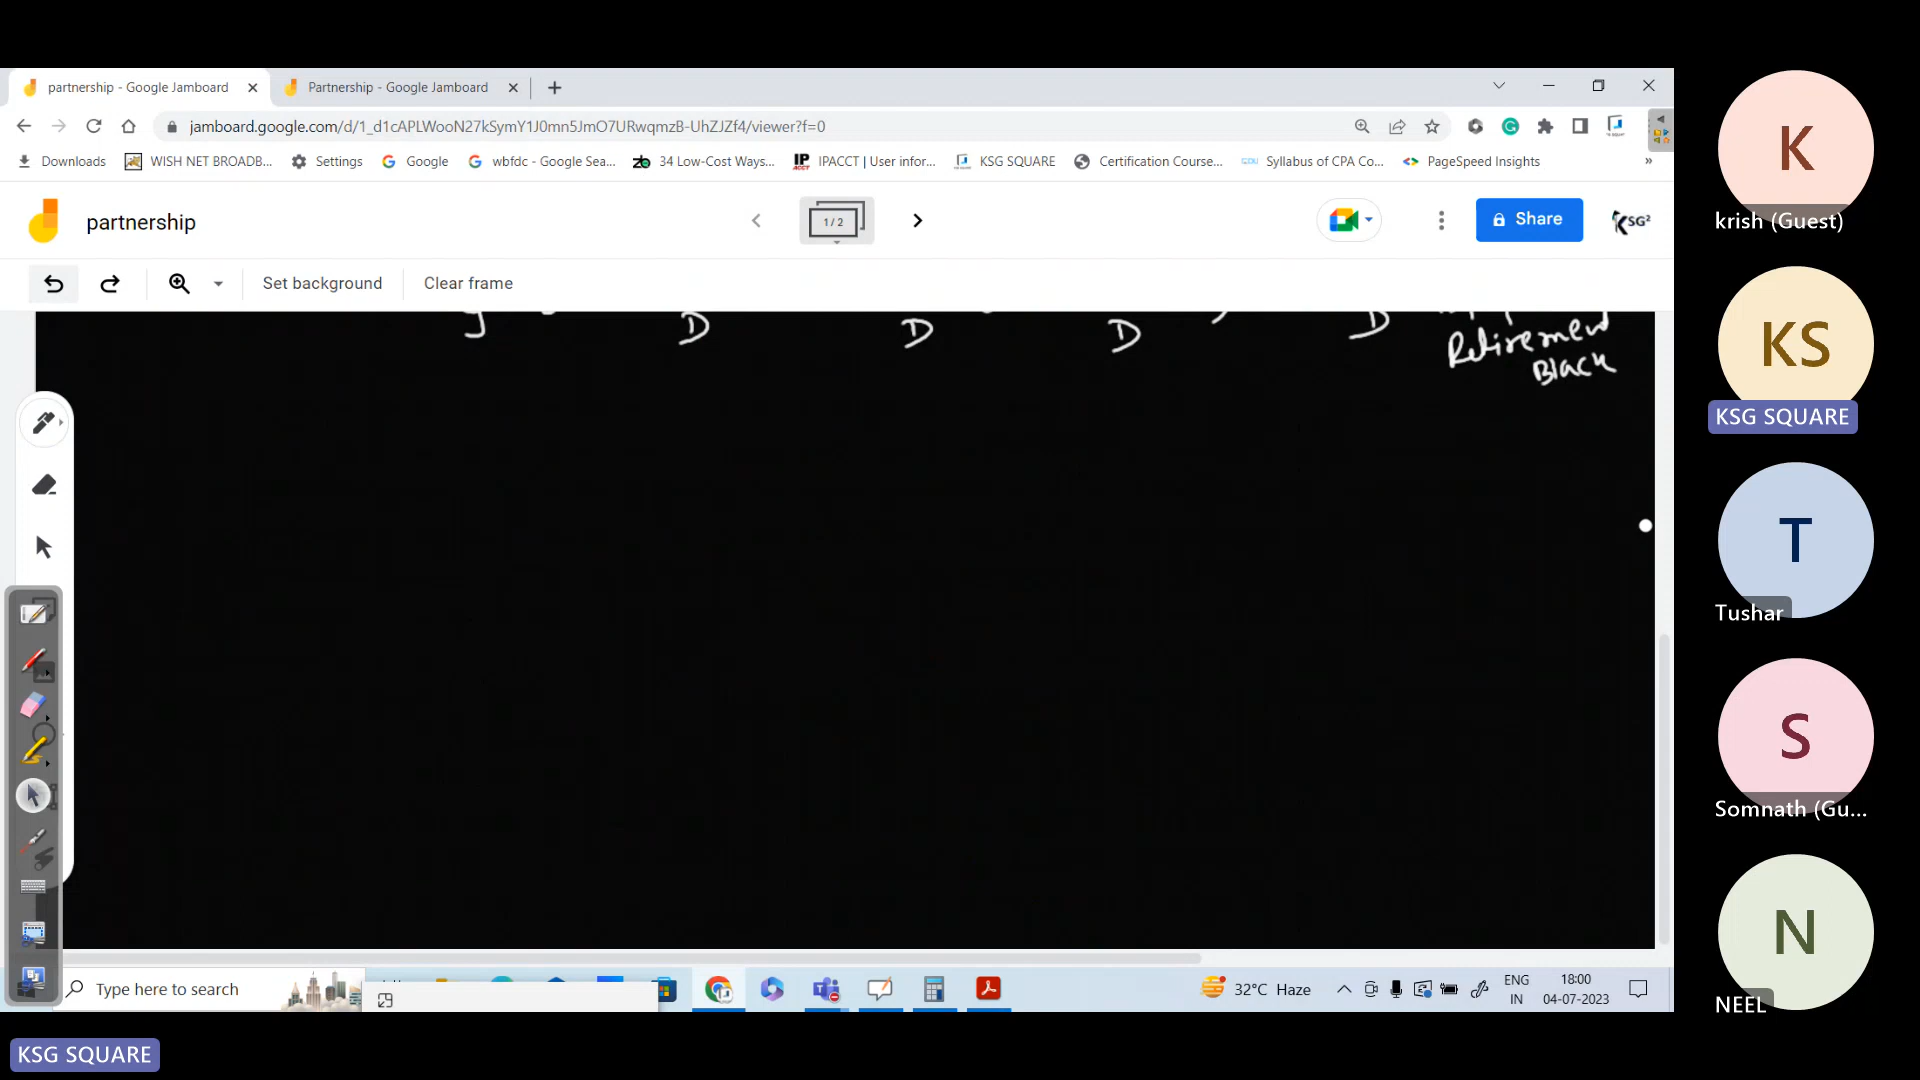 partnership - Google Jamboard
Partnership - Google Jamboard
jamboard.google.com/d/1_d1cAPLWooN27kSymY1J0mn5JmO7URwqmzB-UhZJZf4/viewer?f=0
Downloads
WISH NET BROADB...
Settings
Google
wbfdc - Google Sea...
34 Low-Cost Ways...
IPACCT | User infor...
KSG SQUARE
Certification Course...
Syllabus of CPA Co...
PageSpeed Insights
partnership
1 / 2
Share
KSG²
Set background
Clear frame
D
D
D
D
Retirement
Black
Type here to search
32°C Haze
ENG
IN
18:00
04-07-2023
K
krish (Guest)
KS
KSG SQUARE
T
Tushar
S
Somnath (Gu...
N
NEEL
KSG SQUARE